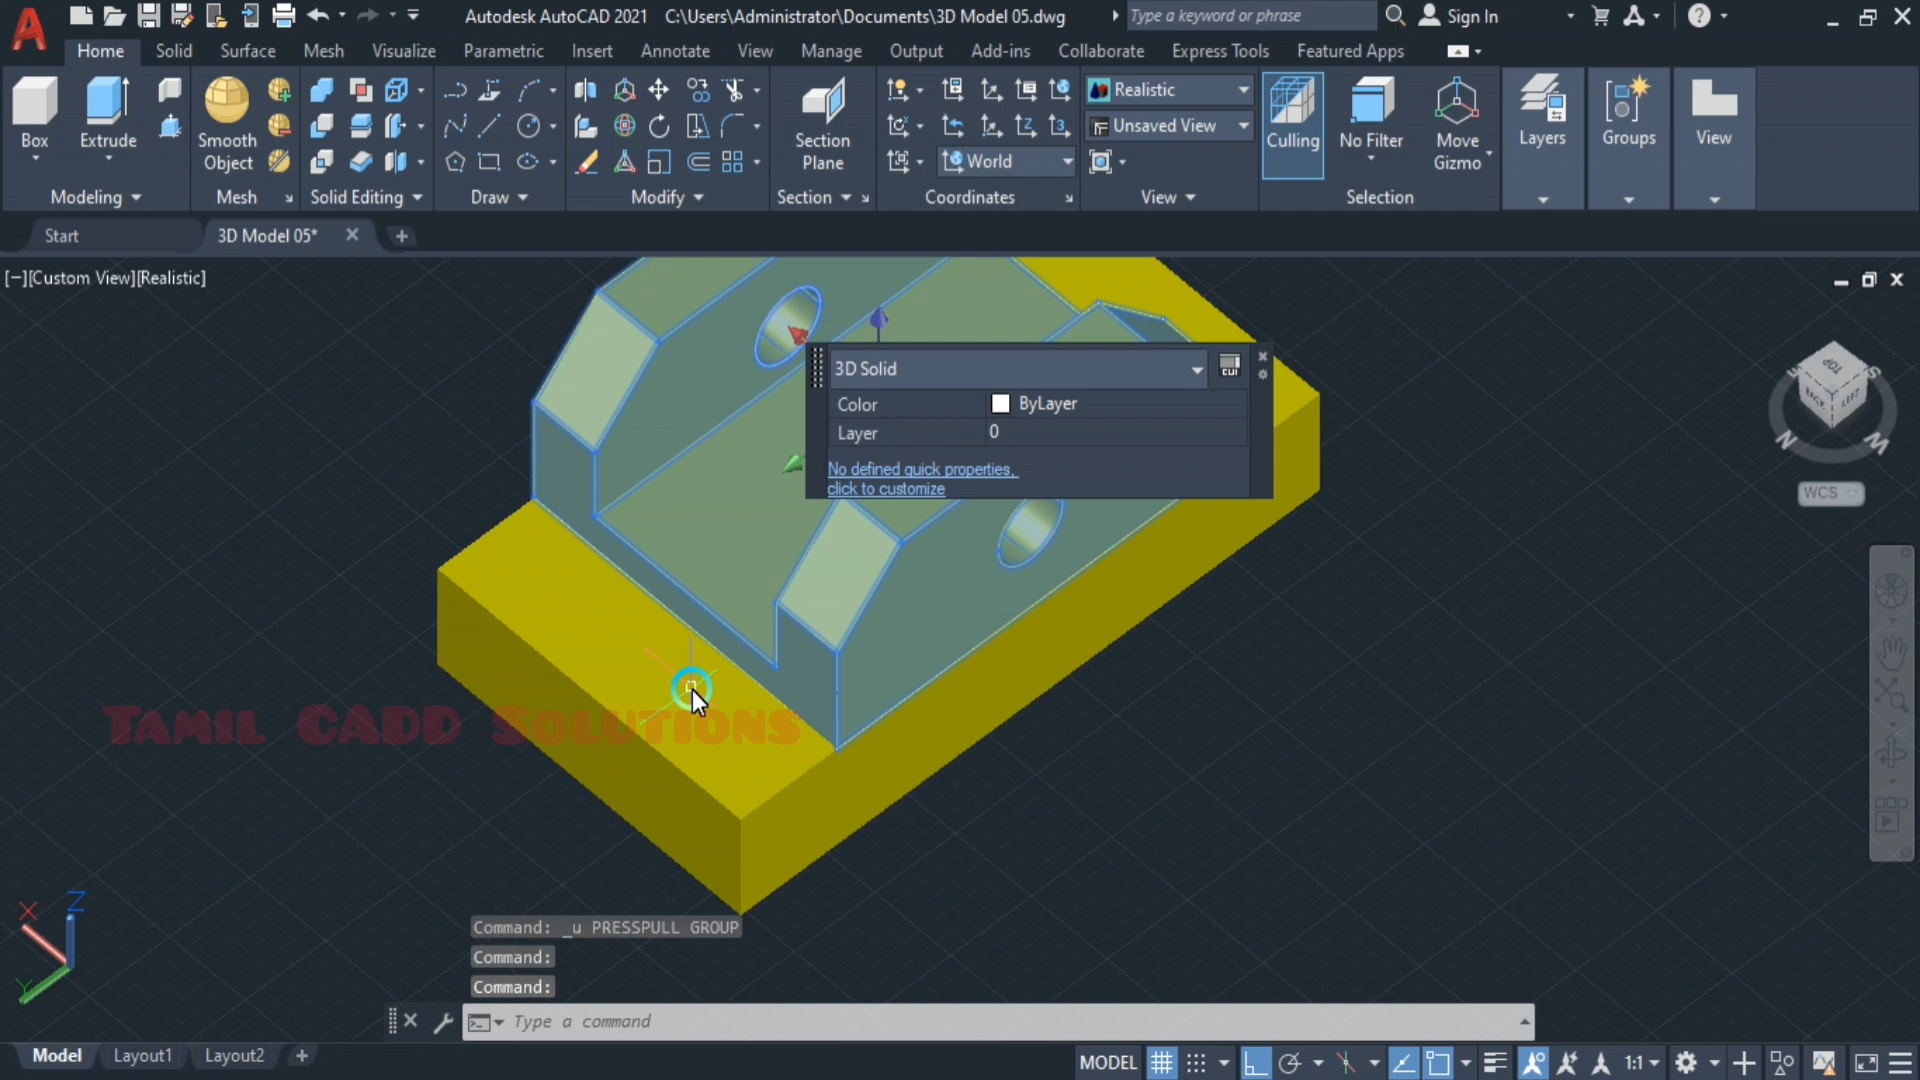 Autodesk AutoCAD 2021 C:\Users\Administrator\Documents\3D Model 05.dwg
Type a keyword or phrase
Sign In
Home Solid Surface Mesh Visualize Parametric Insert Annotate View Manage Output Add-ins Collaborate Express Tools Featured Apps
Box
Extrude
Smooth Object
Section Plane
Realistic
Unsaved View
World
Culling
No Filter
Move Gizmo
Layers
Groups
View
Modeling
Mesh
Solid Editing
Draw
Modify
Section
Coordinates
View
Selection
Start
3D Model 05*
[−][Custom View][Realistic]
3D Solid
CUI
Color ByLayer
Layer 0
No defined quick properties,
click to customize
TOP
BACK
LEFT
S
N
W
WCS
Tamil CADD Solutions
X
Z
Y
Command: _u PRESSPULL GROUP
Command:
Command:
Type a command
Model Layout1 Layout2
MODEL
1:1